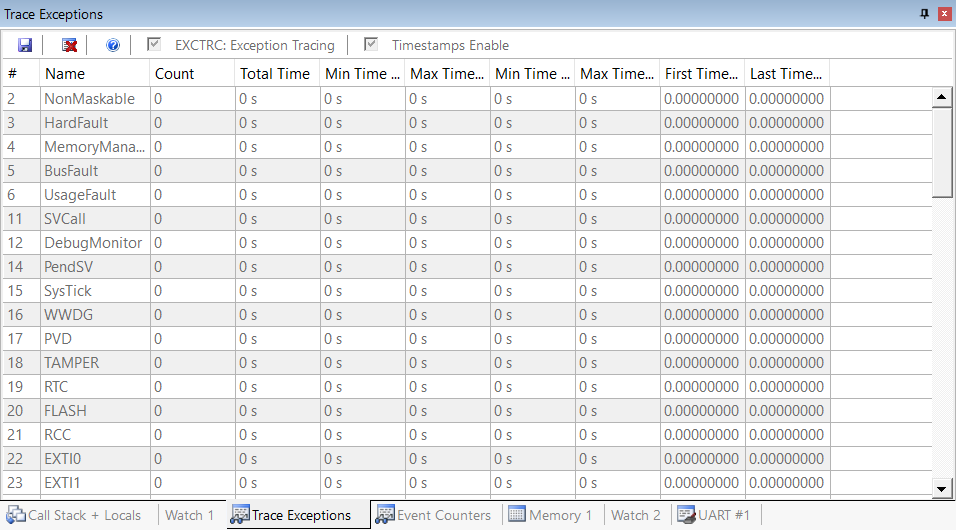 Trace Exceptions
EXCTRC: Exception Tracing Timestamps Enable
# Name Count Total Time Min Time ... Max Time... Min Time ... Max Time... First Time... Last Time...
2 NonMaskable 0 0 s 0 s 0 s 0 s 0 s 0.00000000 0.00000000
3 HardFault 0 0 s 0 s 0 s 0 s 0 s 0.00000000 0.00000000
4 MemoryMana... 0 0 s 0 s 0 s 0 s 0 s 0.00000000 0.00000000
5 BusFault 0 0 s 0 s 0 s 0 s 0 s 0.00000000 0.00000000
6 UsageFault 0 0 s 0 s 0 s 0 s 0 s 0.00000000 0.00000000
11 SVCall 0 0 s 0 s 0 s 0 s 0 s 0.00000000 0.00000000
12 DebugMonitor 0 0 s 0 s 0 s 0 s 0 s 0.00000000 0.00000000
14 PendSV 0 0 s 0 s 0 s 0 s 0 s 0.00000000 0.00000000
15 SysTick 0 0 s 0 s 0 s 0 s 0 s 0.00000000 0.00000000
16 WWDG 0 0 s 0 s 0 s 0 s 0 s 0.00000000 0.00000000
17 PVD 0 0 s 0 s 0 s 0 s 0 s 0.00000000 0.00000000
18 TAMPER 0 0 s 0 s 0 s 0 s 0 s 0.00000000 0.00000000
19 RTC 0 0 s 0 s 0 s 0 s 0 s 0.00000000 0.00000000
20 FLASH 0 0 s 0 s 0 s 0 s 0 s 0.00000000 0.00000000
21 RCC 0 0 s 0 s 0 s 0 s 0 s 0.00000000 0.00000000
22 EXTI0 0 0 s 0 s 0 s 0 s 0 s 0.00000000 0.00000000
23 EXTI1 0 0 s 0 s 0 s 0 s 0 s 0.00000000 0.00000000
Call Stack + Locals Watch 1 Trace Exceptions Event Counters Memory 1 Watch 2 UART #1